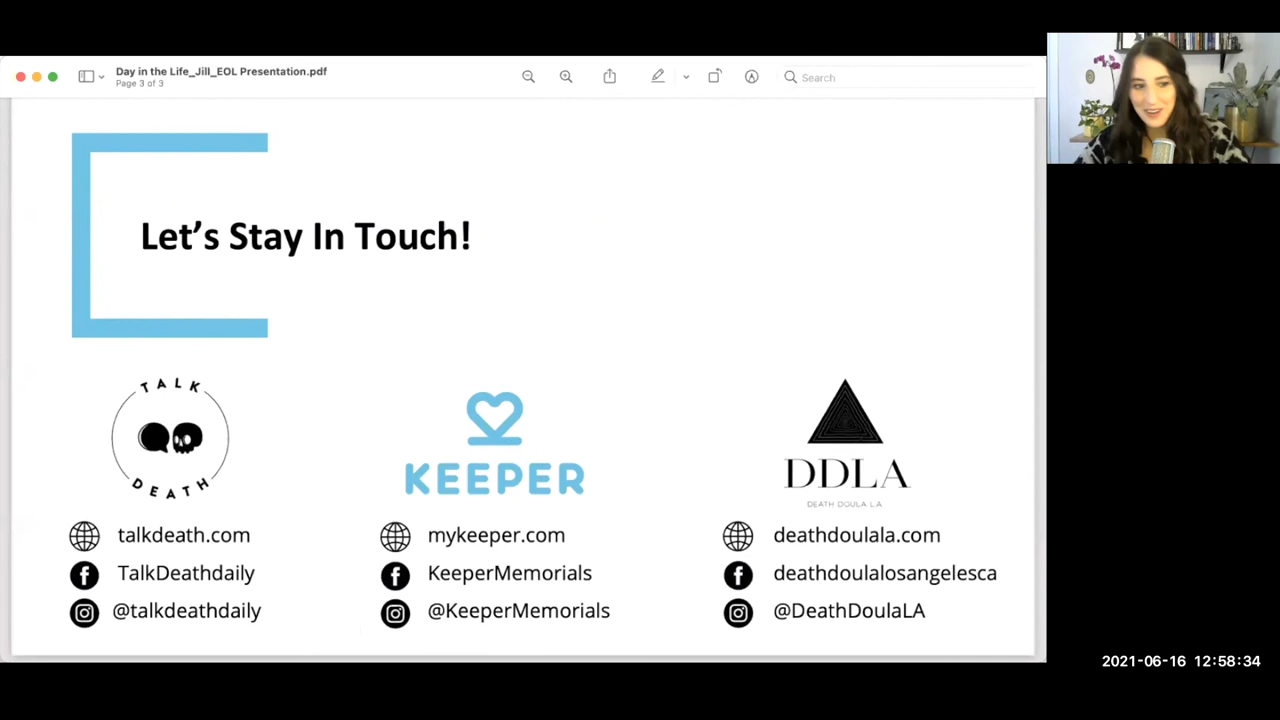 Day in the Life_Jill_EOL Presentation.pdf
Page 3 of 3
Search
Let's Stay In Touch!
TALK
DEATH
talkdeath.com
TalkDeathdaily
@talkdeathdaily
KEEPER
mykeeper.com
KeeperMemorials
@KeeperMemorials
DDLA
DEATH DOULA L.A
deathdoulala.com
deathdoulalosangelesca
@DeathDoulaLA
2021-06-16 12:58:34